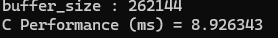 buffer_size : 262144
C Performance (ms) = 8.926343